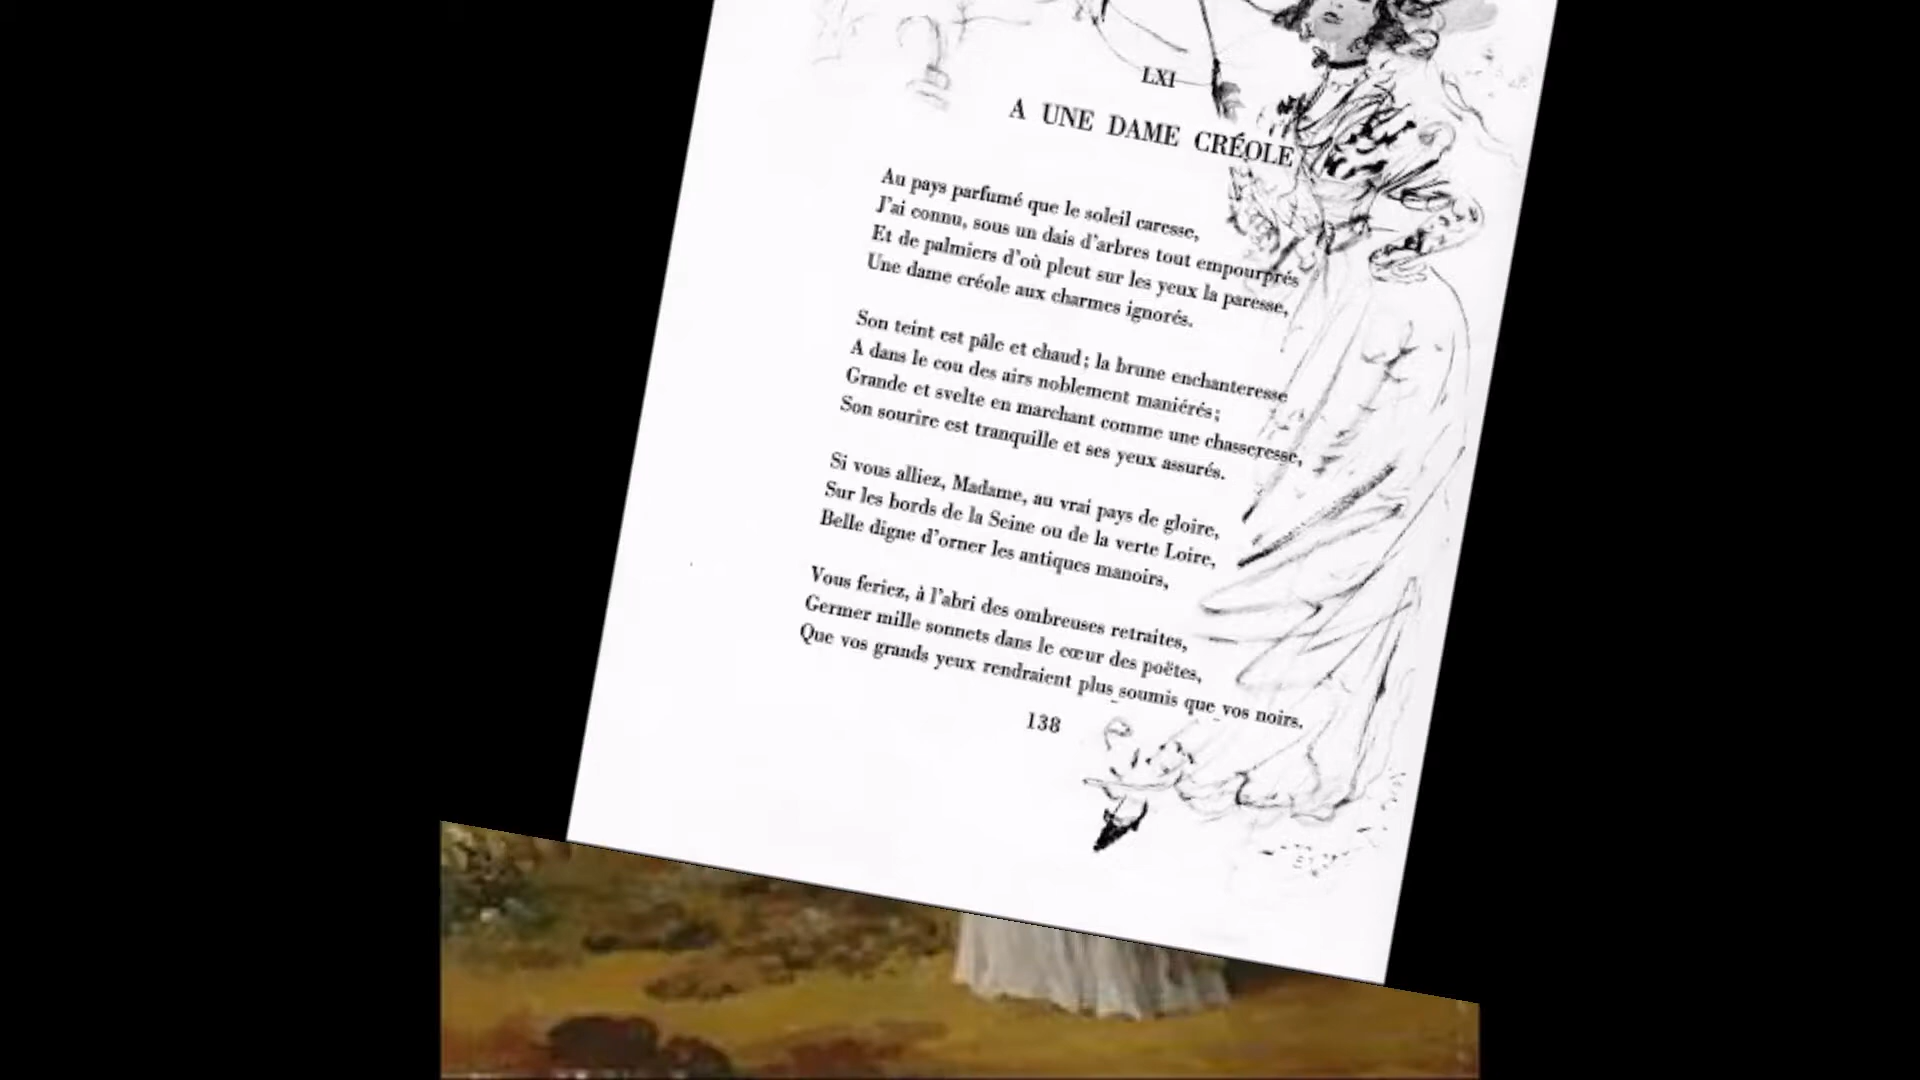 LXI
A UNE DAME CRÉOLE
Au pays parfumé que le soleil caresse,
J'ai connu, sous un dais d'arbres tout empourprés
Et de palmiers d'où pleut sur les yeux la paresse,
Une dame créole aux charmes ignorés.
Son teint est pâle et chaud; la brune enchanteresse
A dans le cou des airs noblement maniérés;
Grande et svelte en marchant comme une chasseresse,
Son sourire est tranquille et ses yeux assurés.
Si vous alliez, Madame, au vrai pays de gloire,
Sur les bords de la Seine ou de la verte Loire,
Belle digne d'orner les antiques manoirs,
Vous feriez, à l'abri des ombreuses retraites,
Germer mille sonnets dans le cœur des poëtes,
Que vos grands yeux rendraient plus soumis que vos noirs.
138